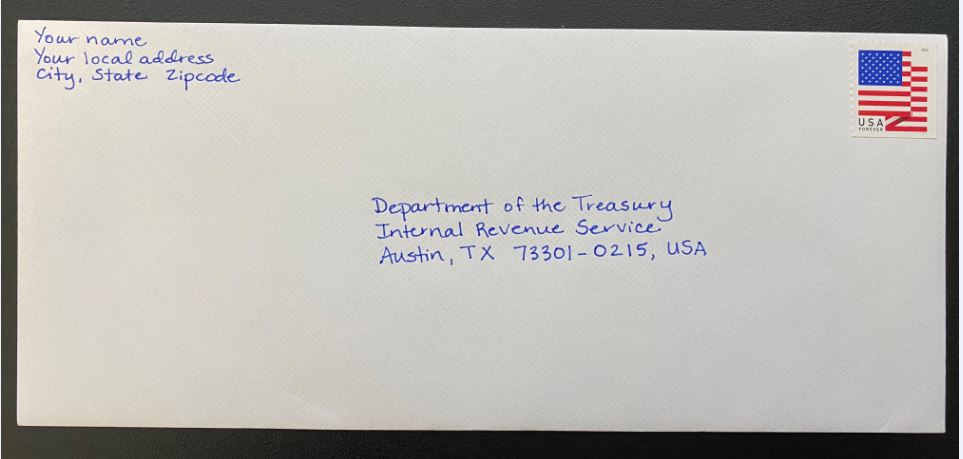 Your name
Your local address
City, State Zipcode
USA
FOREVER
Department of the Treasury
Internal Revenue Service
Austin, TX 73301-0215, USA